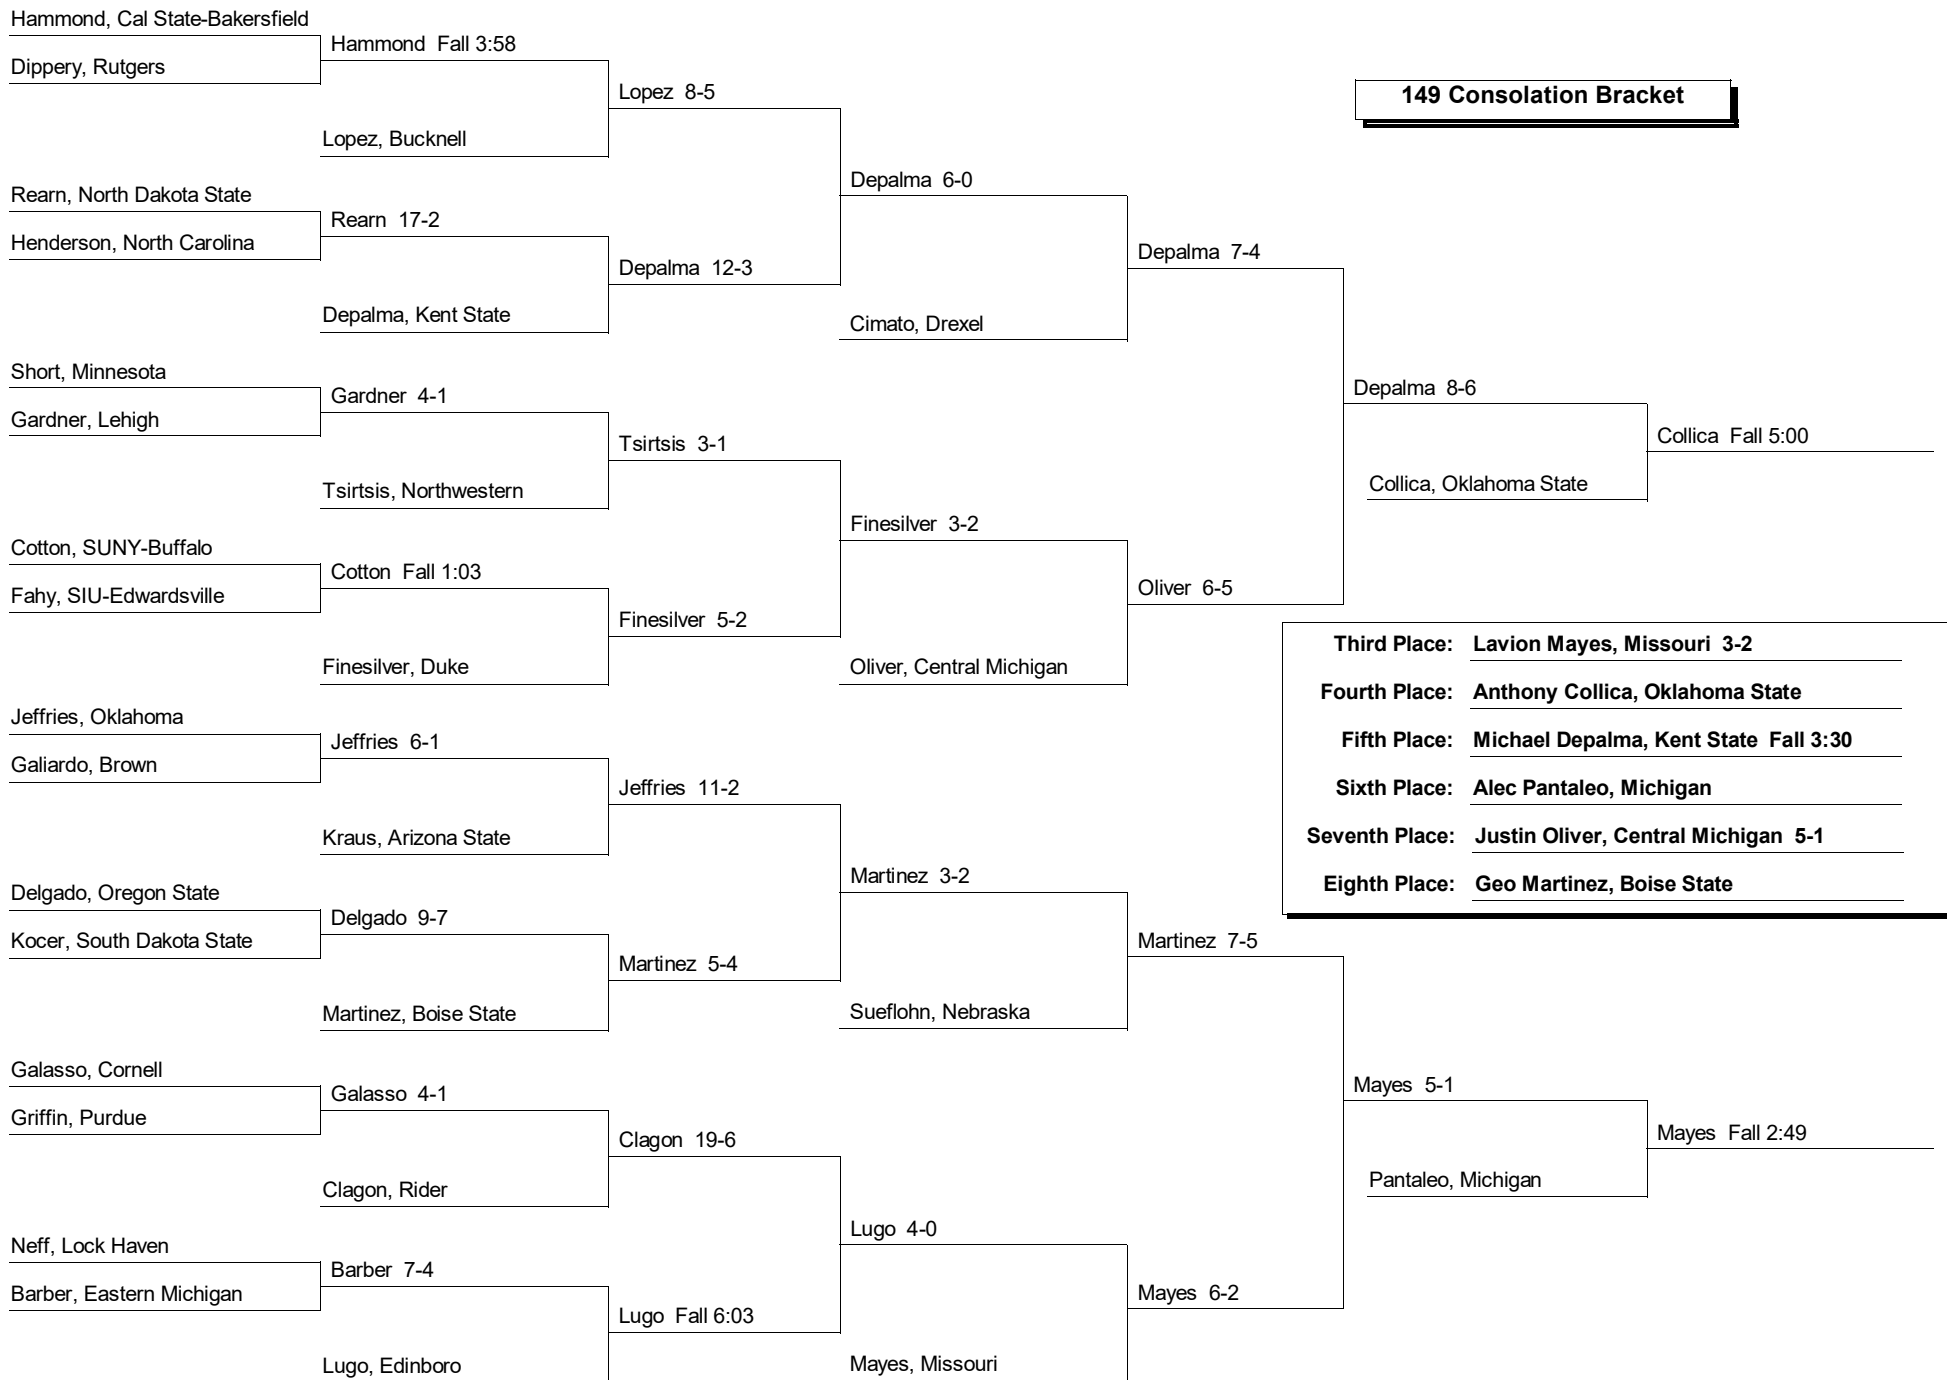 Hammond, Cal State-Bakersfield
Hammond Fall 3:58
Dippery, Rutgers
Lopez 8-5
149 Consolation Bracket
Lopez, Bucknell
Depalma 6-0
Rearn, North Dakota State
Rearn 17-2
Henderson, North Carolina
Depalma 7-4
Depalma 12-3
Depalma, Kent State
Cimato, Drexel
Short, Minnesota
Depalma 8-6
Gardner 4-1
Gardner, Lehigh
Collica Fall 5:00
Tsirtsis 3-1
Collica, Oklahoma State
Tsirtsis, Northwestern
Finesilver 3-2
Cotton, SUNY-Buffalo
Cotton Fall 1:03
Oliver 6-5
Fahy, SIU-Edwardsville
Finesilver 5-2
Third Place: Lavion Mayes, Missouri 3-2
Finesilver, Duke
Oliver, Central Michigan
Fourth Place: Anthony Collica, Oklahoma State
Jeffries, Oklahoma
Jeffries 6-1
Fifth Place: Michael Depalma, Kent State Fall 3:30
Galiardo, Brown
Jeffries 11-2
Sixth Place: Alec Pantaleo, Michigan
Kraus, Arizona State
Seventh Place: Justin Oliver, Central Michigan 5-1
Martinez 3-2
Eighth Place: Geo Martinez, Boise State
Delgado, Oregon State
Delgado 9-7
Kocer, South Dakota State
Martinez 7-5
Martinez 5-4
Martinez, Boise State
Sueflohn, Nebraska
Galasso, Cornell
Mayes 5-1
Galasso 4-1
Griffin, Purdue
Mayes Fall 2:49
Clagon 19-6
Pantaleo, Michigan
Clagon, Rider
Lugo 4-0
Neff, Lock Haven
Barber 7-4
Barber, Eastern Michigan
Mayes 6-2
Lugo Fall 6:03
Lugo, Edinboro
Mayes, Missouri